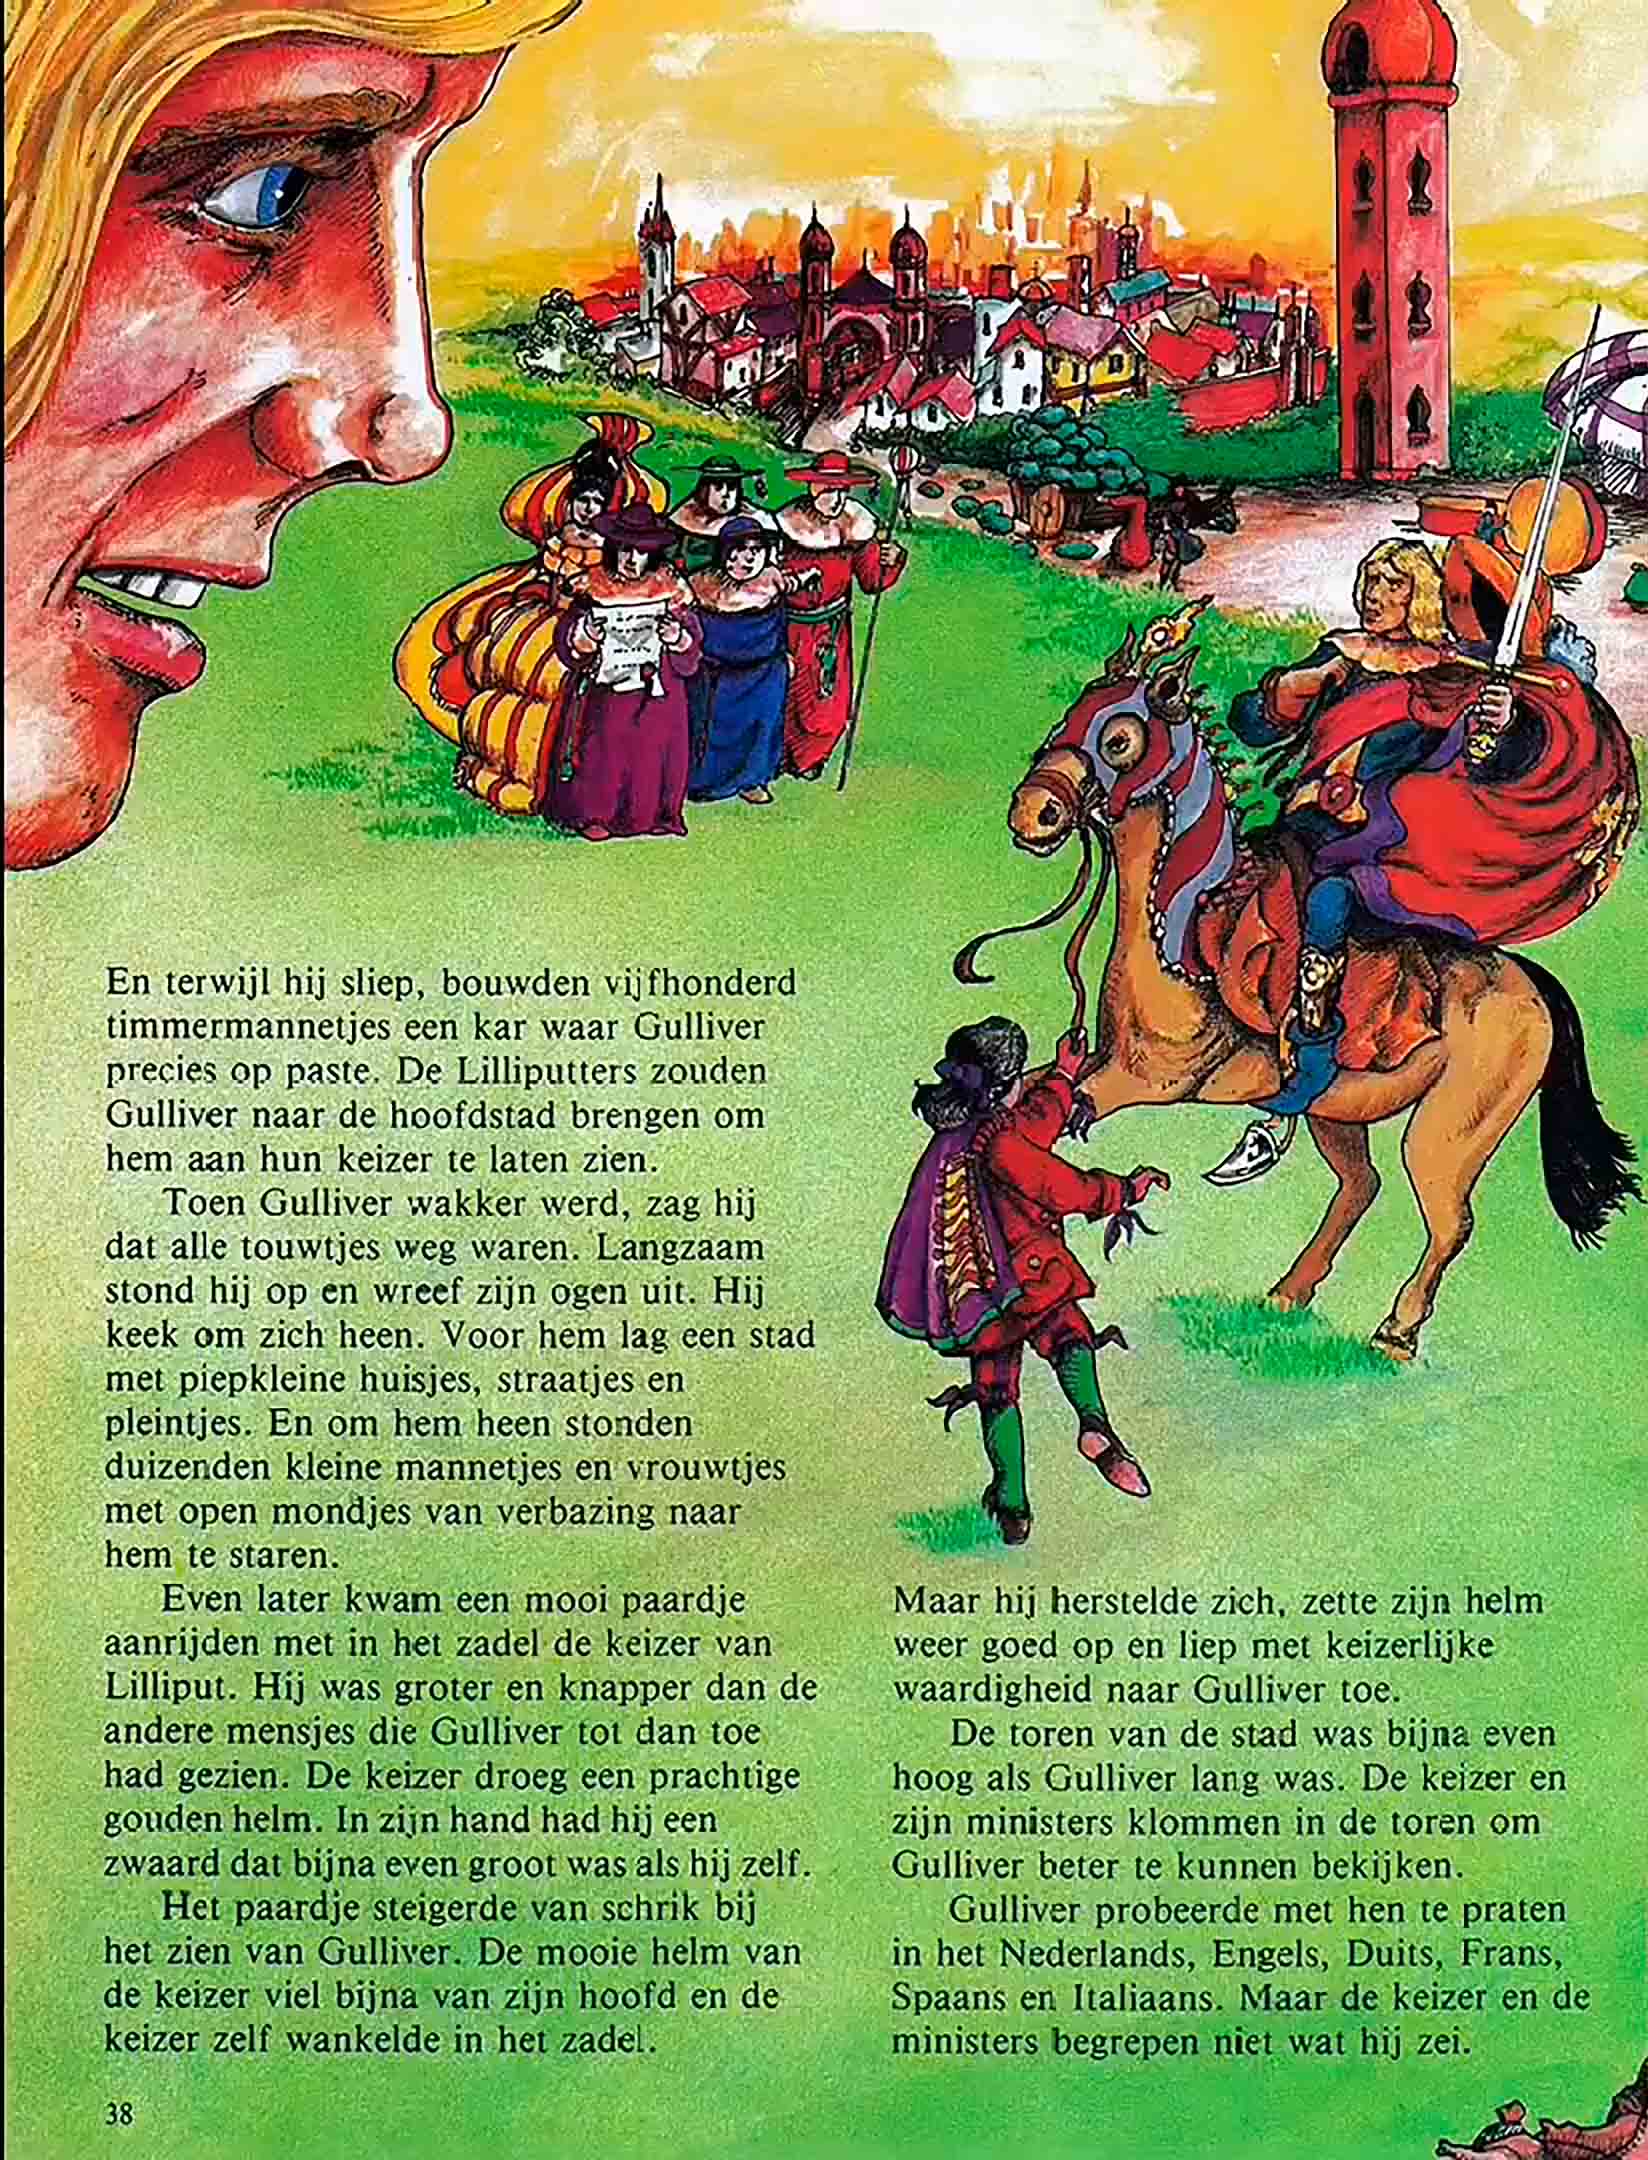 En terwijl hij sliep, bouwden vijfhonderd
timmermannetjes een kar waar Gulliver
precies op paste. De Lilliputters zouden
Gulliver naar de hoofdstad brengen om
hem aan hun keizer te laten zien.
Toen Gulliver wakker werd, zag hij
dat alle touwtjes weg waren. Langzaam
stond hij op en wreef zijn ogen uit. Hij
keek om zich heen. Voor hem lag een stad
met piepkleine huisjes, straatjes en
pleintjes. En om hem heen stonden
duizenden kleine mannetjes en vrouwtjes
met open mondjes van verbazing naar
hem te staren.
Even later kwam een mooi paardje
aanrijden met in het zadel de keizer van
Lilliput. Hij was groter en knapper dan de
andere mensjes die Gulliver tot dan toe
had gezien. De keizer droeg een prachtige
gouden helm. In zijn hand had hij een
zwaard dat bijna even groot was als hij zelf.
Het paardje steigerde van schrik bij
het zien van Gulliver. De mooie helm van
de keizer viel bijna van zijn hoofd en de
keizer zelf wankelde in het zadel.
Maar hij herstelde zich, zette zijn helm
weer goed op en liep met keizerlijke
waardigheid naar Gulliver toe.
De toren van de stad was bijna even
hoog als Gulliver lang was. De keizer en
zijn ministers klommen in de toren om
Gulliver beter te kunnen bekijken.
Gulliver probeerde met hen te praten
in het Nederlands, Engels, Duits, Frans,
Spaans en Italiaans. Maar de keizer en de
ministers begrepen niet wat hij zei.
38